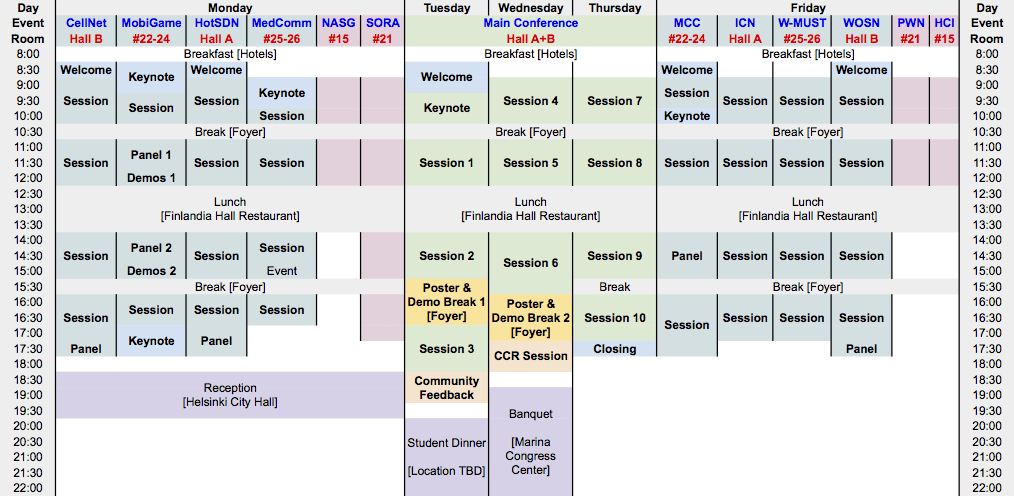 Day Monday Tuesday Wednesday Thursday Friday Day
Event CellNet MobiGame HotSDN MedComm NASG SORA Main Conference MCC ICN W-MUST WOSN PWN HCI Event
Room Hall B #22-24 Hall A #25-26 #15 #21 Hall A+B #22-24 Hall A #25-26 Hall B #21 #15 Room
8:00 Breakfast [Hotels] Breakfast [Hotels] Breakfast [Hotels] 8:00
8:30 Welcome Keynote Welcome Welcome Welcome Welcome 8:30
9:00 Keynote Session 9:00
9:30 Session Session Session Keynote Session 4 Session 7 Session Session Session 9:30
10:00 Session Keynote 10:00
10:30 Break [Foyer] Break [Foyer] Break [Foyer] 10:30
11:00 Panel 1 11:00
11:30 Session Session Session Session 1 Session 5 Session 8 Session Session Session Session 11:30
12:00 Demos 1 12:00
12:30 Lunch Lunch Lunch 12:30
13:00 [Finlandia Hall Restaurant] [Finlandia Hall Restaurant] [Finlandia Hall Restaurant] 13:00
13:30 13:30
14:00 Panel 2 Session 14:00
14:30 Session Session Session 2 Session 6 Session 9 Panel Session Session Session 14:30
15:00 Demos 2 Event 15:00
15:30 Break [Foyer] Poster & Break Break [Foyer] 15:30
16:00 Session Session Demo Break 1 Poster & 16:00
16:30 Session Session [Foyer] Demo Break 2 Session 10 Session Session Session Session 16:30
17:00 Keynote Panel [Foyer] 17:00
17:30 Panel Session 3 CCR Session Closing Panel 17:30
18:00 18:00
18:30 Reception Community 18:30
19:00 [Helsinki City Hall] Feedback 19:00
19:30 Banquet 19:30
20:00 20:00
20:30 Student Dinner [Marina 20:30
21:00 Congress 21:00
21:30 [Location TBD] Center] 21:30
22:00 22:00